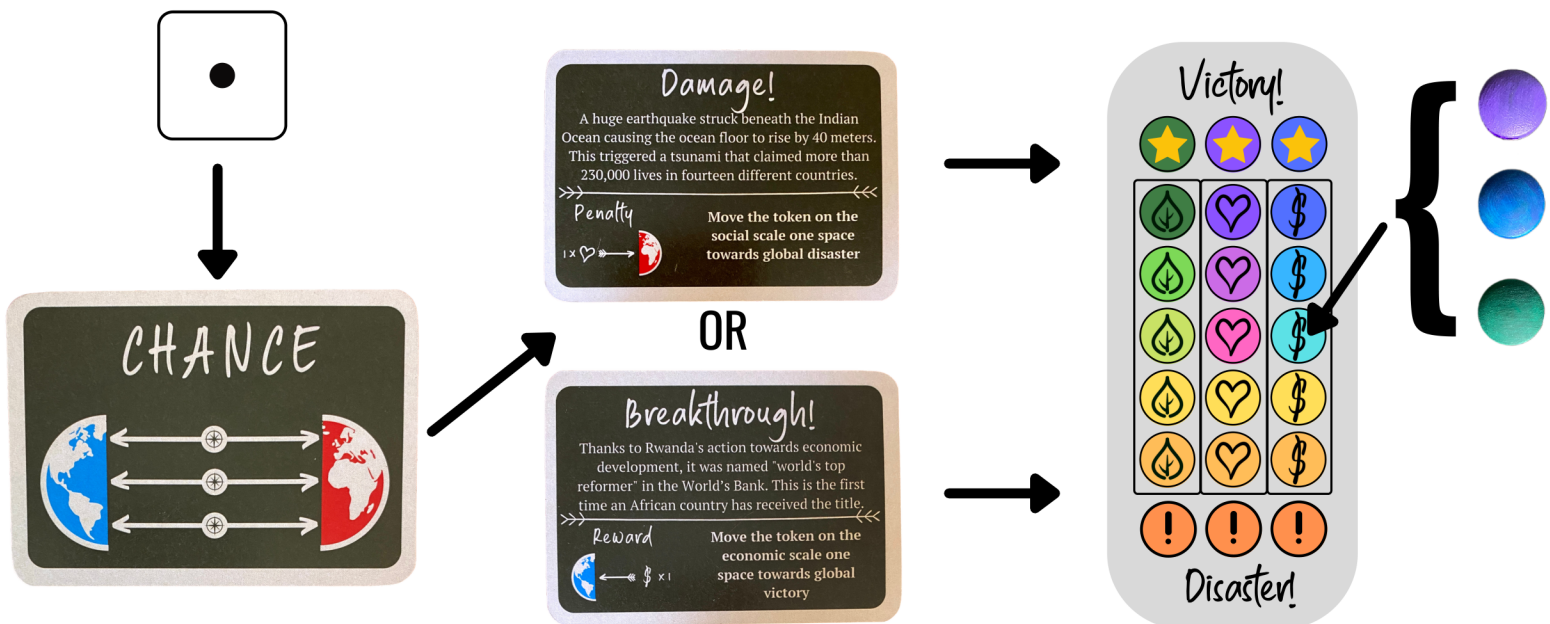 CHANCE
Damage!
A huge earthquake struck beneath the Indian
Ocean causing the ocean floor to rise by 40 meters.
This triggered a tsunami that claimed more than
230,000 lives in fourteen different countries.
Penalty
1 x
Move the token on the
social scale one space
towards global disaster
OR
Breakthrough!
Thanks to Rwanda's action towards economic
development, it was named "world's top
reformer" in the World's Bank. This is the first
time an African country has received the title.
Reward
$ x 1
Move the token on the
economic scale one
space towards global
victory
Victory!
$
$
$
$
$
! ! !
Disaster!